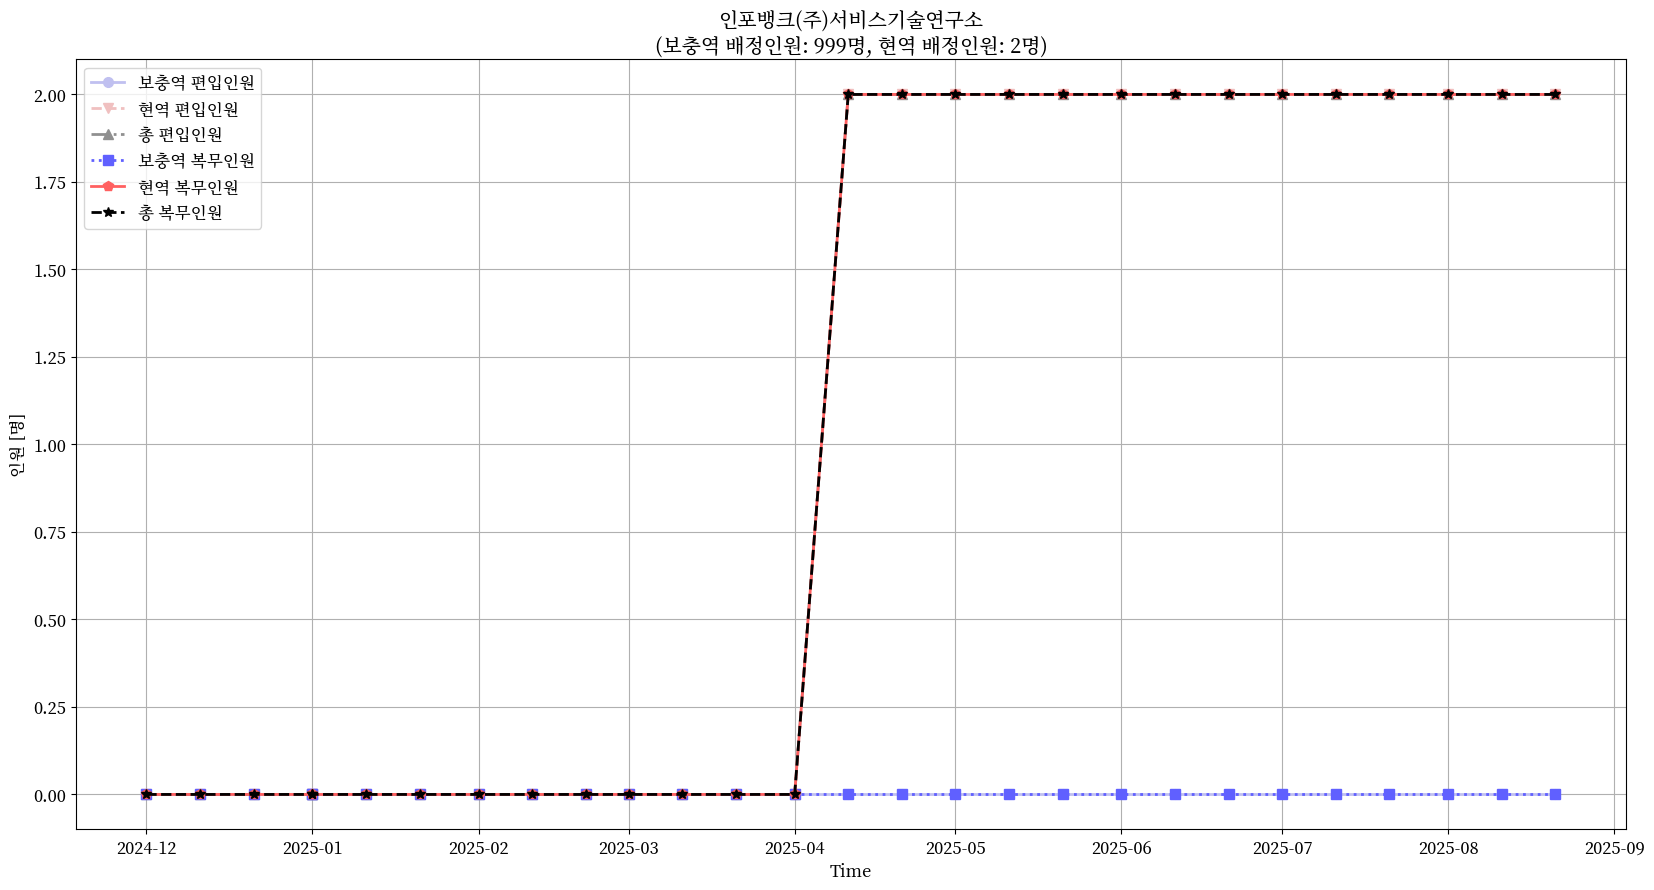 인포뱅크(주)서비스기술연구소
(보충역 배정인원: 999명, 현역 배정인원: 2명)
보충역 편입인원
현역 편입인원
총 편입인원
보충역 복무인원
현역 복무인원
총 복무인원
2.00
1.75
1.50
1.25
1.00
0.75
0.50
0.25
0.00
인원 [명]
2024-12 2025-01 2025-02 2025-03 2025-04 2025-05 2025-06 2025-07 2025-08 2025-09
Time